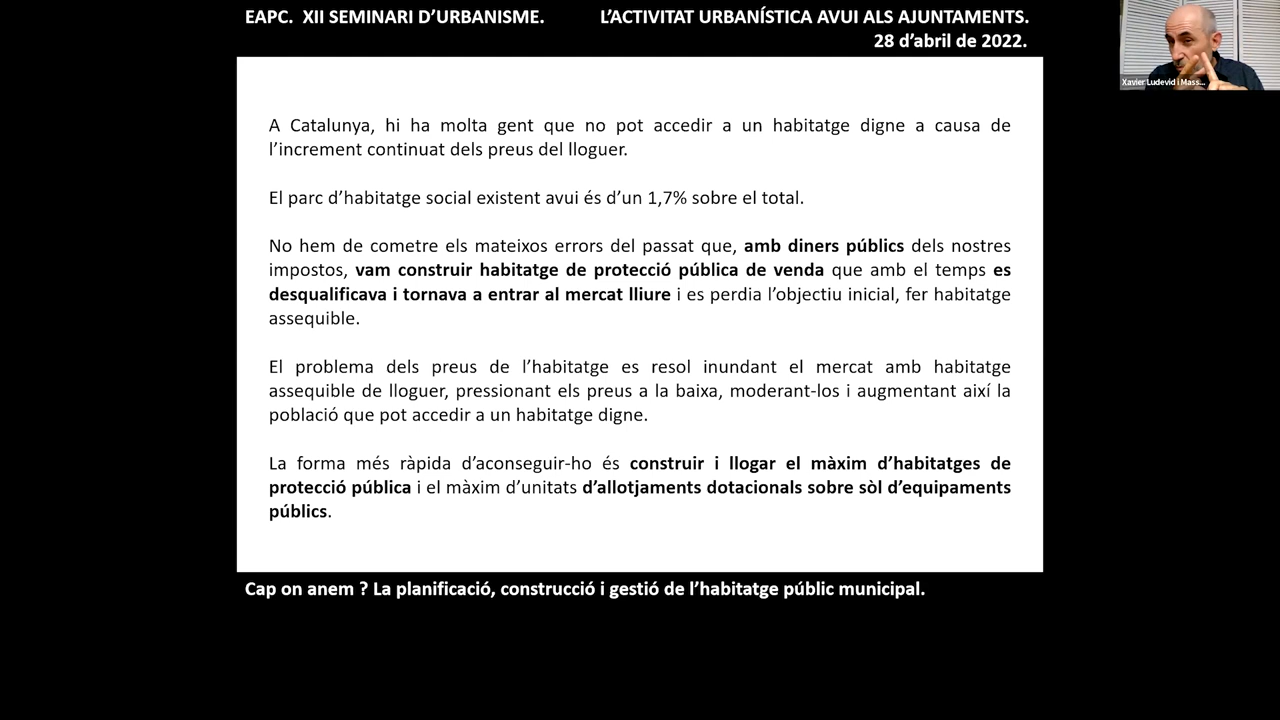 EAPC. XII SEMINARI D’URBANISME. L’ACTIVITAT URBANÍSTICA AVUI ALS AJUNTAMENTS.
28 d’abril de 2022.
Xavier Ludevid i Mass...
A Catalunya, hi ha molta gent que no pot accedir a un habitatge digne a causa de
l’increment continuat dels preus del lloguer.
El parc d’habitatge social existent avui és d’un 1,7% sobre el total.
No hem de cometre els mateixos errors del passat que, amb diners públics dels nostres
impostos, vam construir habitatge de protecció pública de venda que amb el temps es
desqualificava i tornava a entrar al mercat lliure i es perdia l’objectiu inicial, fer habitatge
assequible.
El problema dels preus de l’habitatge es resol inundant el mercat amb habitatge
assequible de lloguer, pressionant els preus a la baixa, moderant-los i augmentant així la
població que pot accedir a un habitatge digne.
La forma més ràpida d’aconseguir-ho és construir i llogar el màxim d’habitatges de
protecció pública i el màxim d’unitats d’allotjaments dotacionals sobre sòl d’equipaments
públics.
Cap on anem ? La planificació, construcció i gestió de l’habitatge públic municipal.